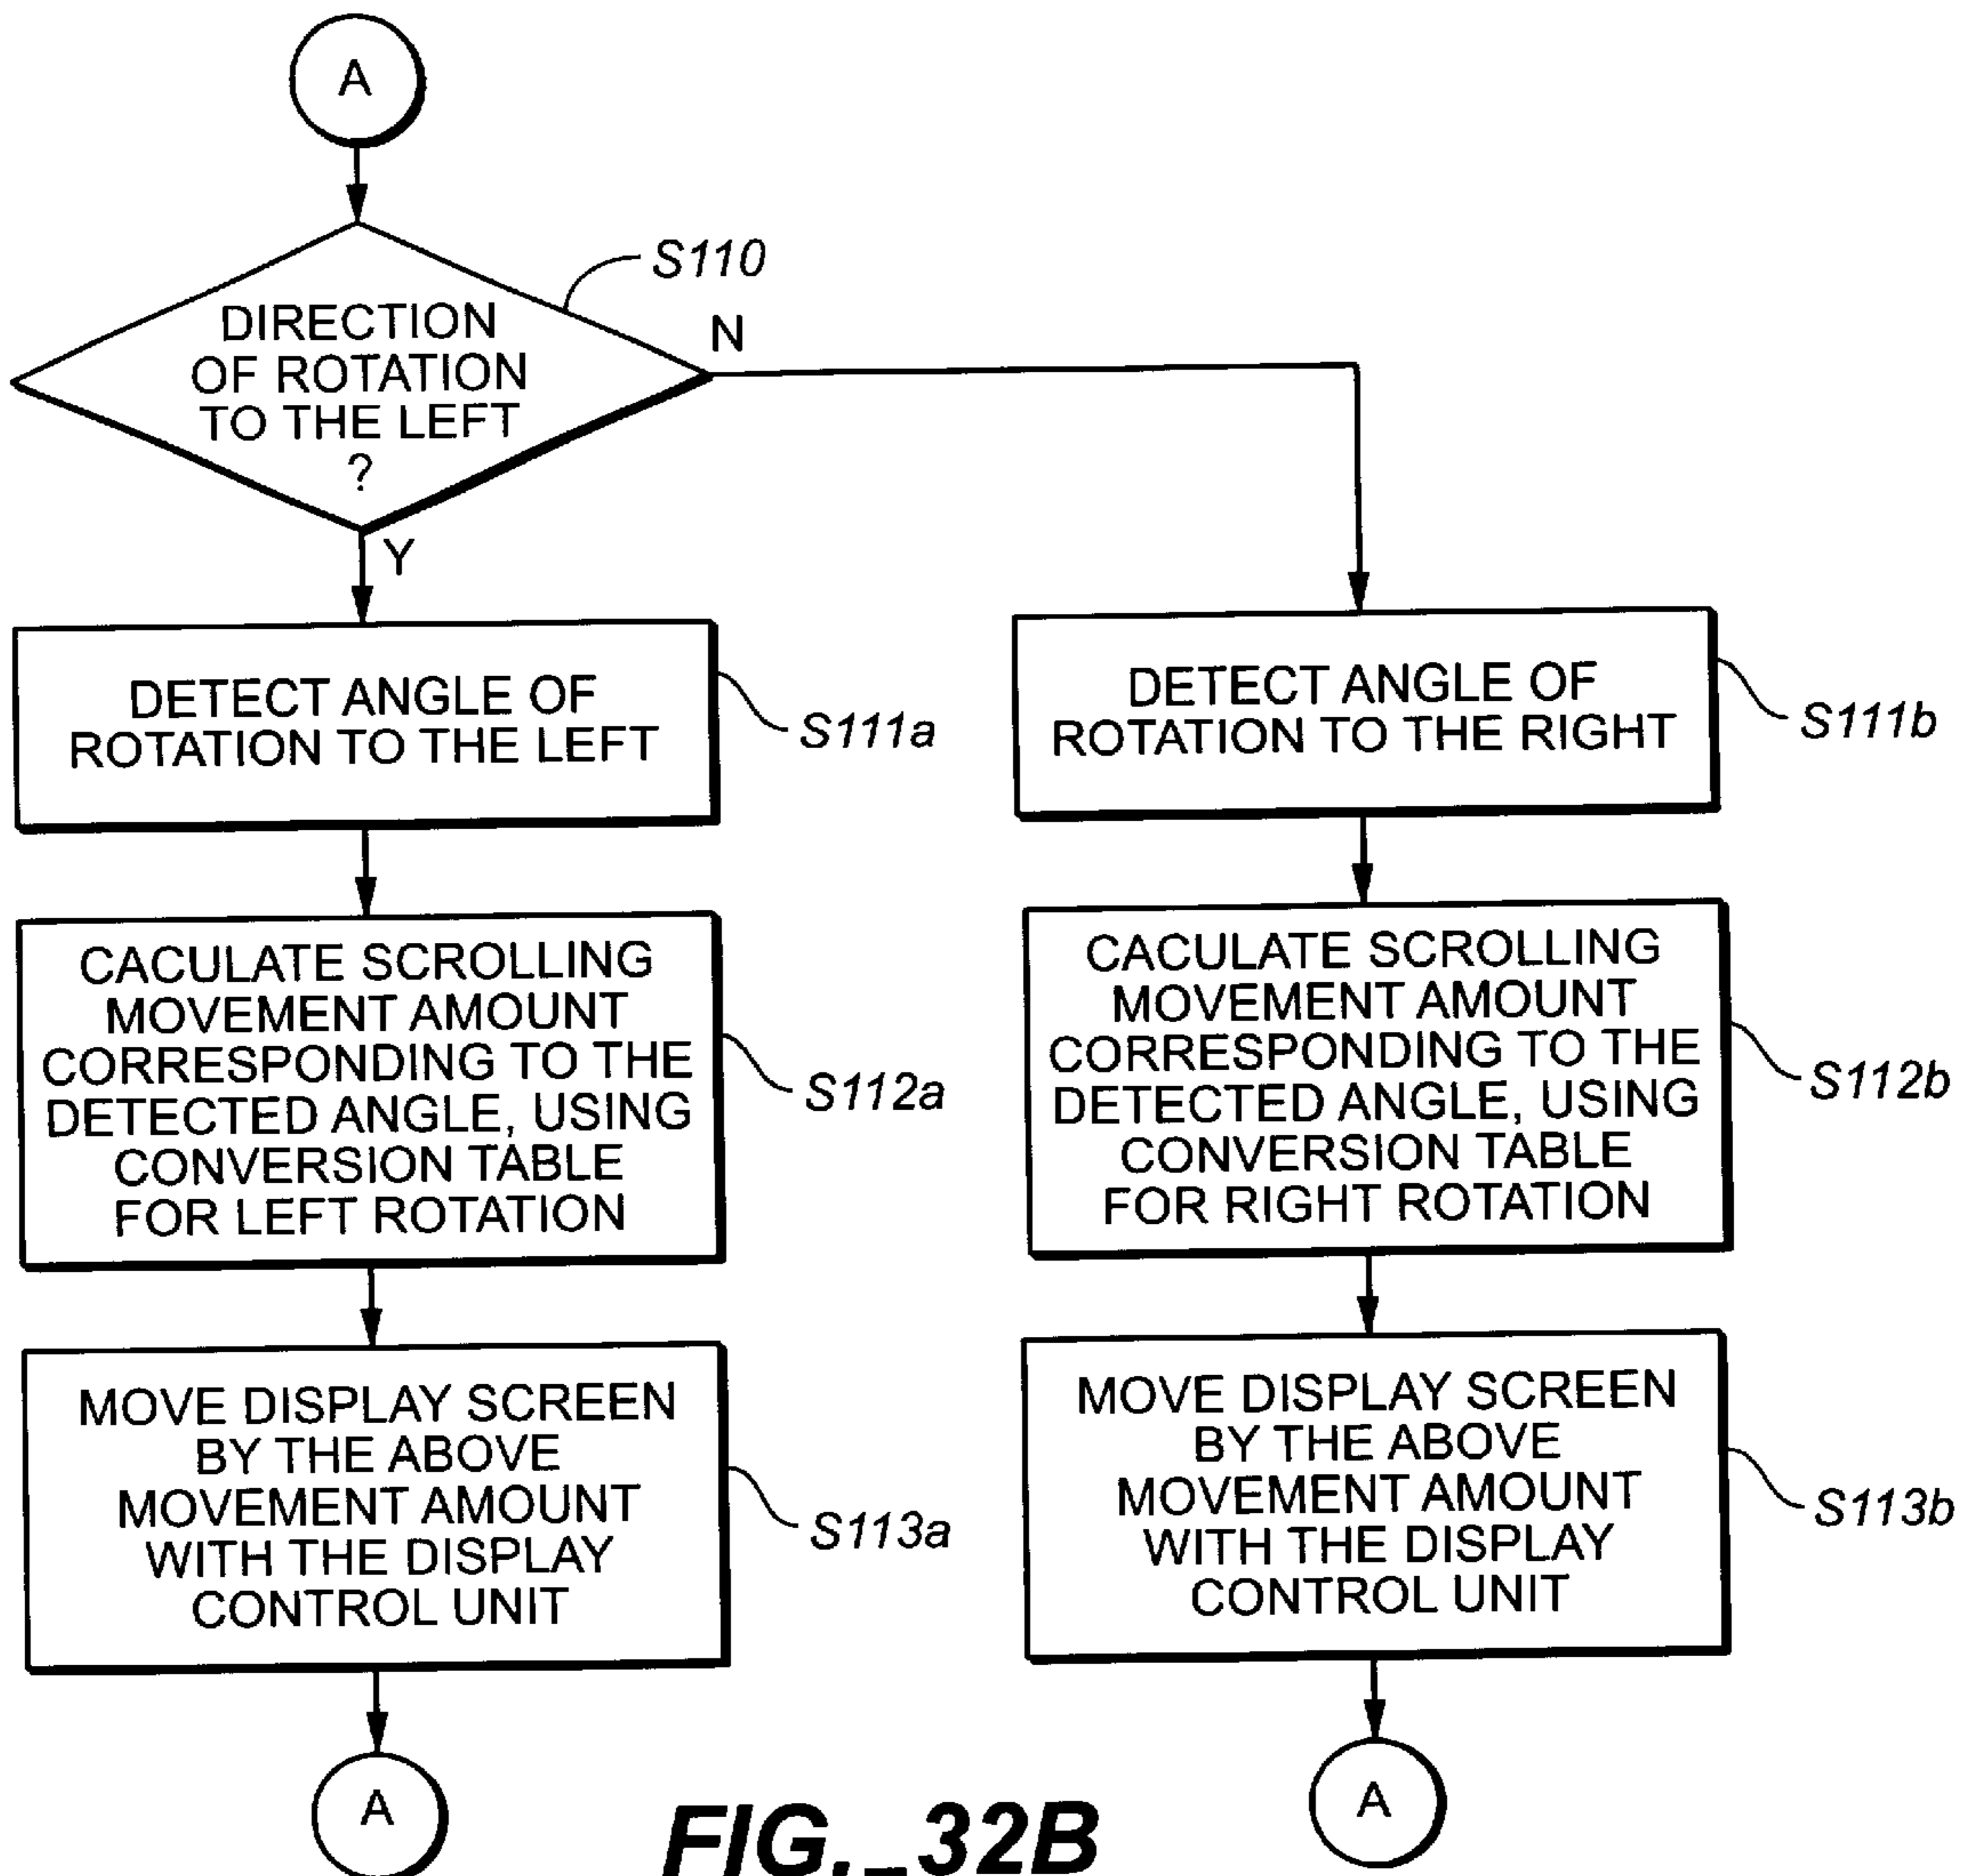 A
S110
DIRECTION
OF ROTATION
TO THE LEFT
?
N
Y
DETECT ANGLE OF
ROTATION TO THE LEFT
S111a
DETECT ANGLE OF
ROTATION TO THE RIGHT
S111b
CACULATE SCROLLING
MOVEMENT AMOUNT
CORRESPONDING TO THE
DETECTED ANGLE, USING
CONVERSION TABLE
FOR LEFT ROTATION
S112a
CACULATE SCROLLING
MOVEMENT AMOUNT
CORRESPONDING TO THE
DETECTED ANGLE, USING
CONVERSION TABLE
FOR RIGHT ROTATION
S112b
MOVE DISPLAY SCREEN
BY THE ABOVE
MOVEMENT AMOUNT
WITH THE DISPLAY
CONTROL UNIT
S113a
MOVE DISPLAY SCREEN
BY THE ABOVE
MOVEMENT AMOUNT
WITH THE DISPLAY
CONTROL UNIT
S113b
A
A
FIG._32B